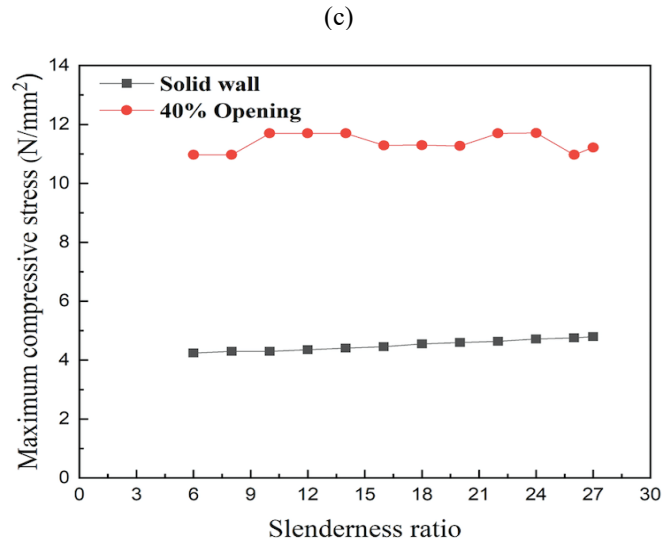 (c)
14
12
10
8
6
4
2
0
Maximum compressive stress (N/mm²)
Solid wall
40% Opening
0 3 6 9 12 15 18 21 24 27 30
Slenderness ratio